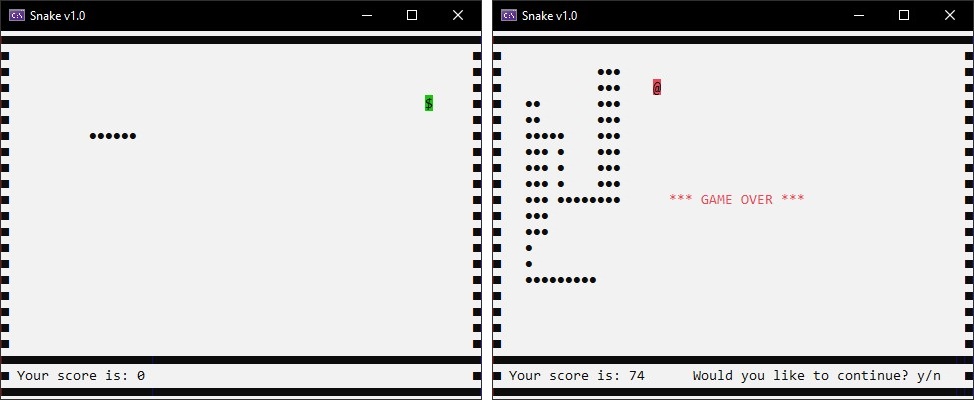 Snake v1.0
$
Your score is: 0
Snake v1.0
@
*** GAME OVER ***
Your score is: 74 Would you like to continue? y/n